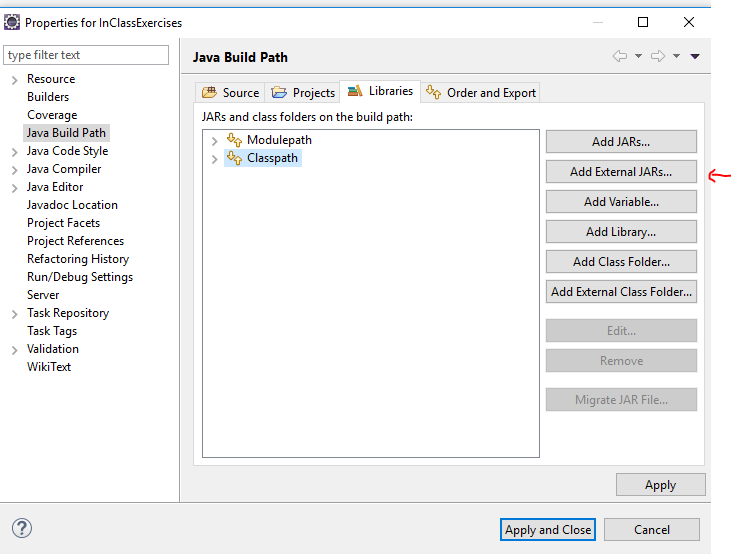 Properties for InClassExercises
type filter text
Resource
Builders
Coverage
Java Build Path
Java Code Style
Java Compiler
Java Editor
Javadoc Location
Project Facets
Project References
Refactoring History
Run/Debug Settings
Server
Task Repository
Task Tags
Validation
WikiText
Java Build Path
Source Projects Libraries Order and Export
JARs and class folders on the build path:
Modulepath
Classpath
Add JARs...
Add External JARs...
Add Variable...
Add Library...
Add Class Folder...
Add External Class Folder...
Edit...
Remove
Migrate JAR File...
Apply
?
Apply and Close Cancel